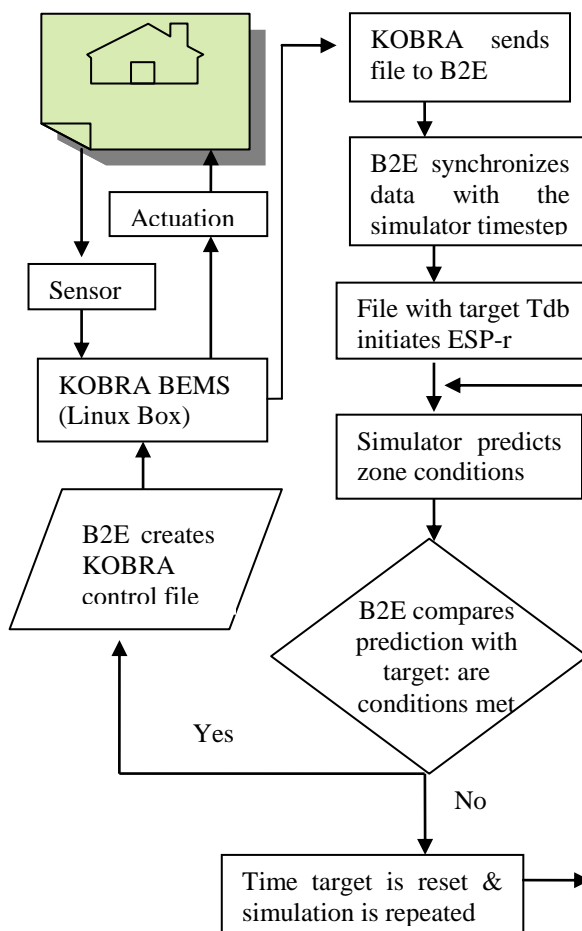 KOBRA sends
file to B2E
B2E synchronizes
data with the
simulator timestep
Actuation
Sensor
File with target Tdb
initiates ESP-r
KOBRA BEMS
(Linux Box)
Simulator predicts
zone conditions
B2E creates
KOBRA
control file
B2E compares
prediction with
target: are
conditions met
Yes
No
Time target is reset &
simulation is repeated